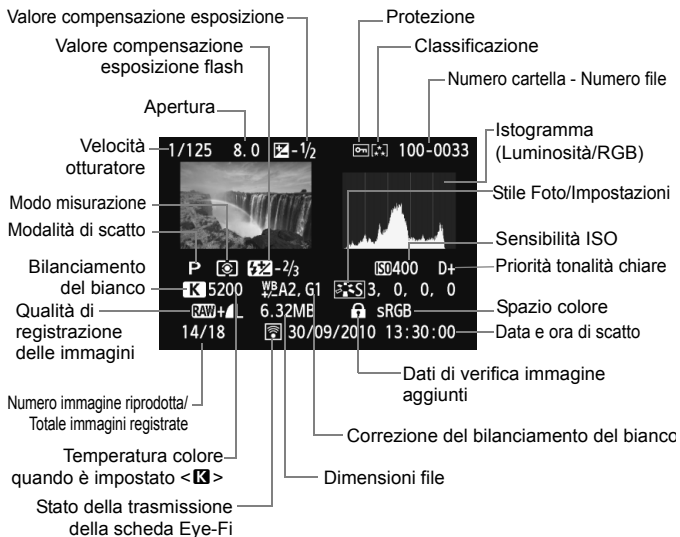 Valore compensazione esposizione
Protezione
Valore compensazione
esposizione flash
Classificazione
Numero cartella - Numero file
Apertura
Velocità
otturatore
1/125 8.0 -1/2 100-0033
Istogramma
(Luminosità/RGB)
Modo misurazione
Stile Foto/Impostazioni
Modalità di scatto
Sensibilità ISO
P -2/3 ISO400 D+
Priorità tonalità chiare
Bilanciamento
del bianco
K 5200 WB A2, G1 S 3, 0, 0, 0
Qualità di
registrazione
delle immagini
RAW+L 6.32MB sRGB
Spazio colore
14/18 30/09/2010 13:30:00
Data e ora di scatto
Dati di verifica immagine
aggiunti
Numero immagine riprodotta/
Totale immagini registrate
Correzione del bilanciamento del bianco
Temperatura colore
quando è impostato <K>
Dimensioni file
Stato della trasmissione
della scheda Eye-Fi